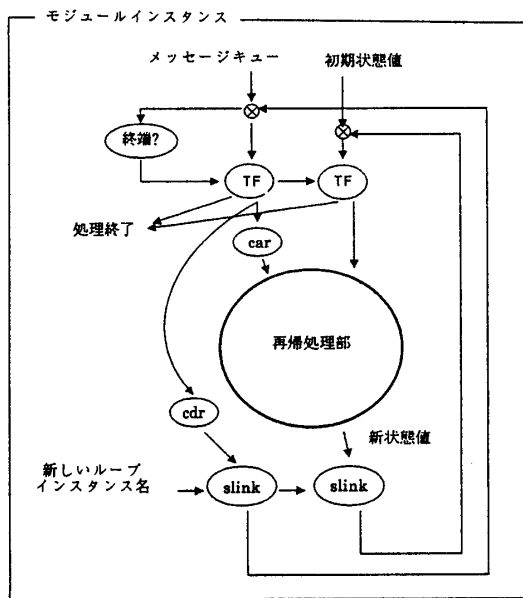 モジュールインスタンス
メッセージキュー
初期状態値
終端?
TF
TF
処理終了
car
再帰処理部
cdr
新状態値
新しいループ
インスタンス名
slink
slink